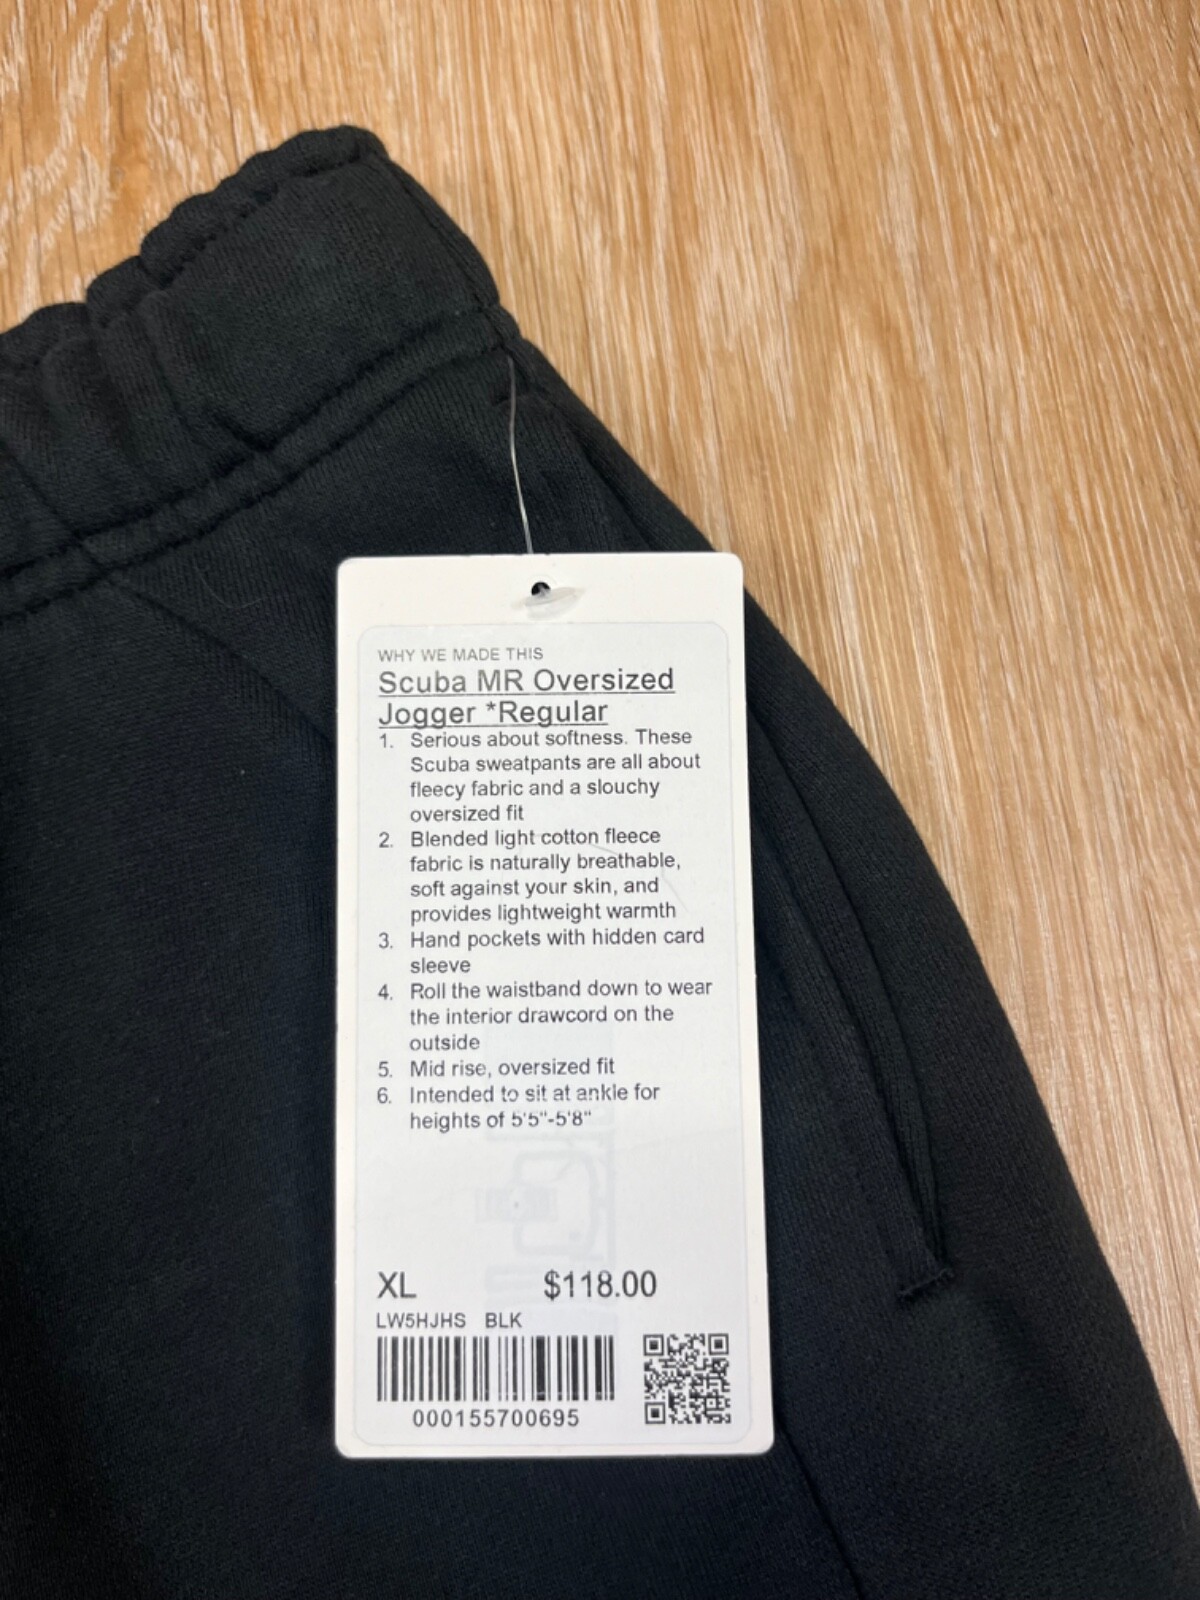 WHY WE MADE THIS
Scuba MR Oversized
Jogger *Regular
1. Serious about softness. These
Scuba sweatpants are all about
fleecy fabric and a slouchy
oversized fit
2. Blended light cotton fleece
fabric is naturally breathable,
soft against your skin, and
provides lightweight warmth
3. Hand pockets with hidden card
sleeve
4. Roll the waistband down to wear
the interior drawcord on the
outside
5. Mid rise, oversized fit
6. Intended to sit at ankle for
heights of 5'5"-5'8"
XL $118.00
LW5HJHS BLK
000155700695